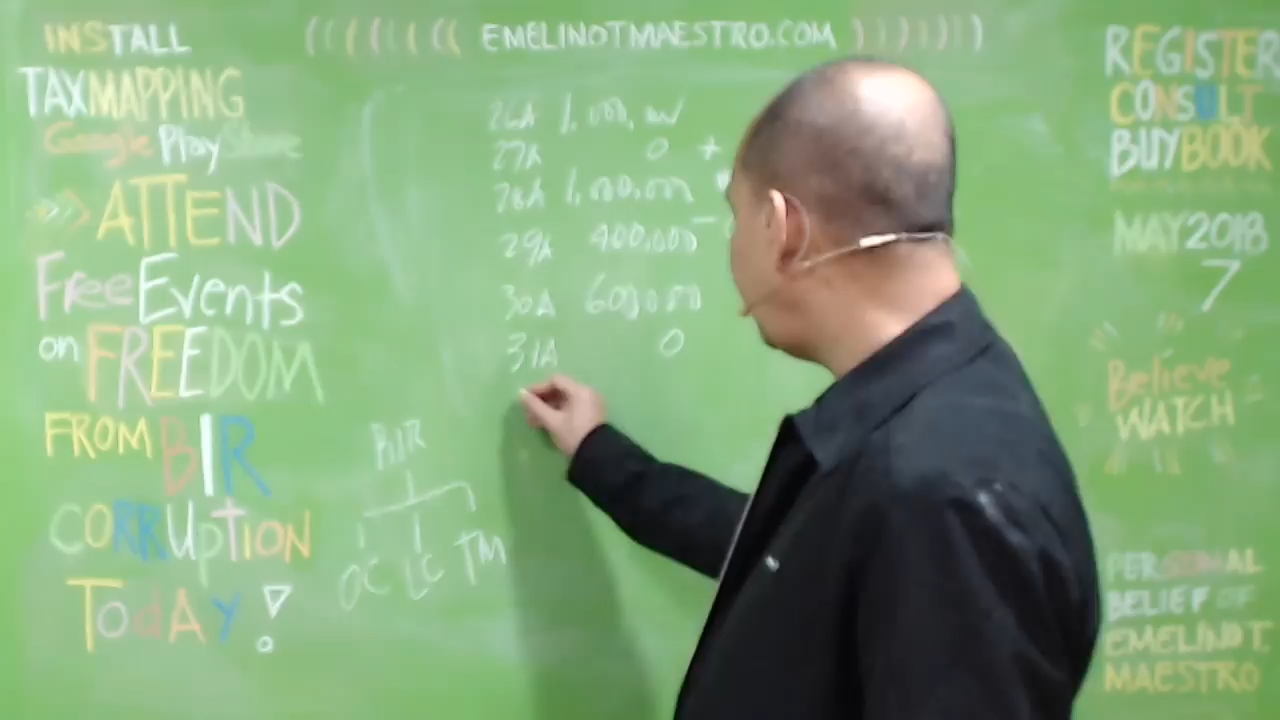 INSTALL
TAXMAPPING
Google Play Store
>>> ATTEND
Free Events
on FREEDOM
FROM BIR
CORRUPTION
TodAy!
(((((((( EMELINOTMAESTRO.COM ))))))))
26A 1,000,000
27A 0 +
28A 1,000,000
29A 400,000 -
30A 600,000
31A 0
OC LC TM
REGISTER
CONSULT
BUYBOOK
MAY2018
7
Believe
WATCH
PERSONAL
BELIEF OF
EMELINO T.
MAESTRO